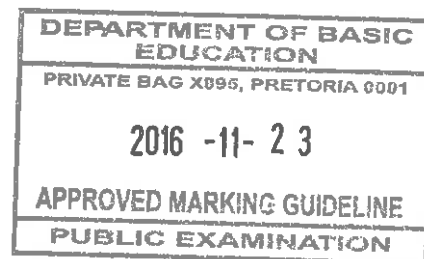 DEPARTMENT OF BASIC
EDUCATION
PRIVATE BAG X895, PRETORIA 0001
2016 -11- 23
APPROVED MARKING GUIDELINE
PUBLIC EXAMINATION